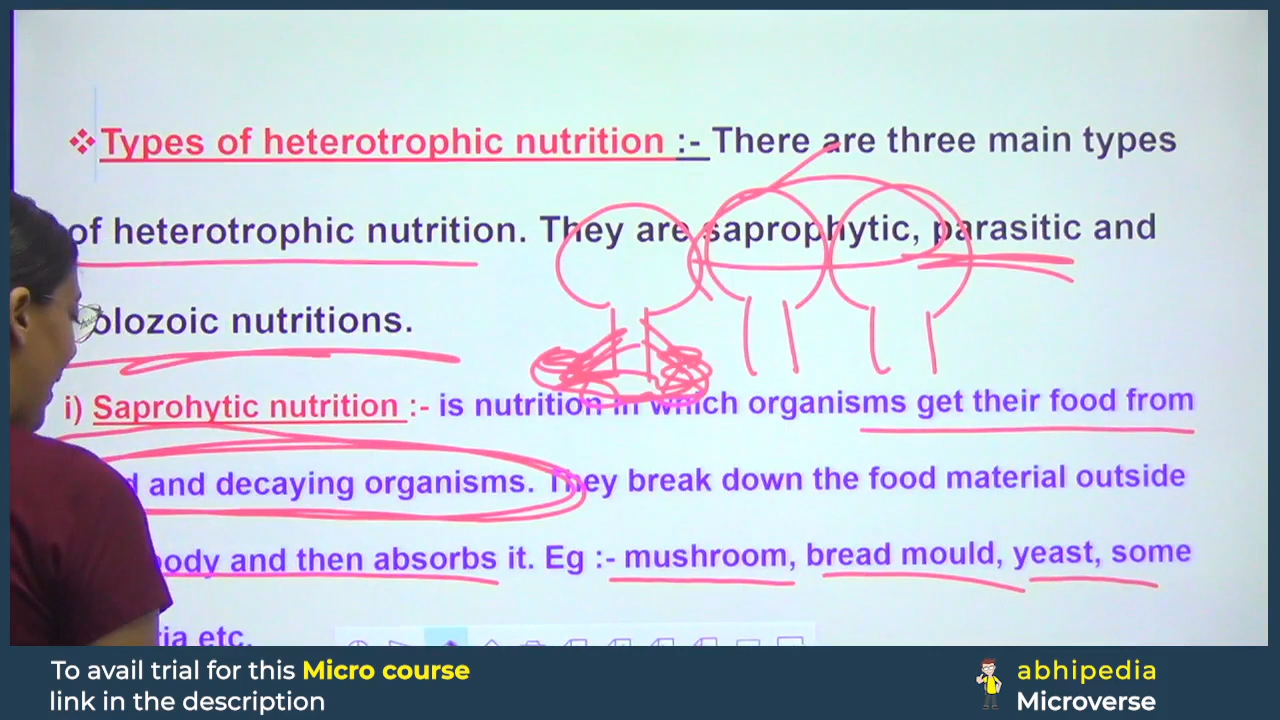 ❖ Types of heterotrophic nutrition :- There are three main types
of heterotrophic nutrition. They are saprophytic, parasitic and
olozoic nutritions.
i) Saprohytic nutrition :- is nutrition in which organisms get their food from
d and decaying organisms. They break down the food material outside
body and then absorbs it. Eg :- mushroom, bread mould, yeast, some
ria etc.
To avail trial for this Micro course
link in the description
abhipedia
Microverse